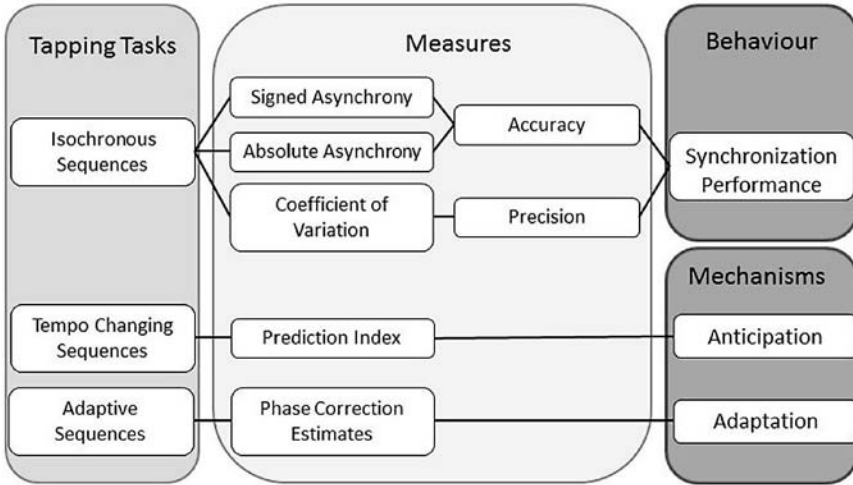 Tapping Tasks
Measures
Behaviour
Isochronous
Sequences
Signed Asynchrony
Absolute Asynchrony
Coefficient of
Variation
Accuracy
Precision
Synchronization
Performance
Mechanisms
Tempo Changing
Sequences
Prediction Index
Anticipation
Adaptive
Sequences
Phase Correction
Estimates
Adaptation